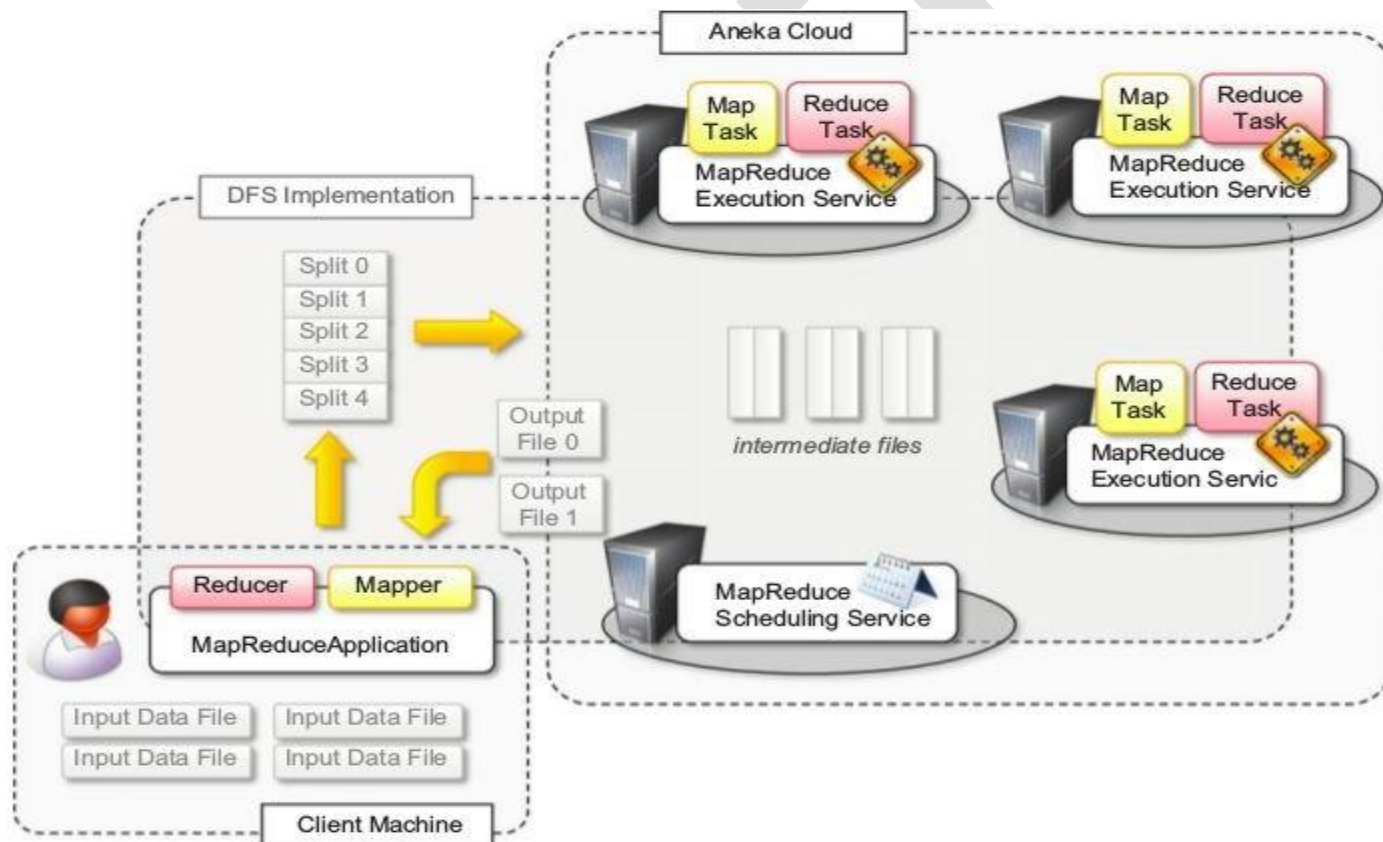 Aneka Cloud
Map
Task
Reduce
Task
MapReduce
Execution Service
Map
Task
Reduce
Task
MapReduce
Execution Service
DFS Implementation
Split 0
Split 1
Split 2
Split 3
Split 4
Output
File 0
Output
File 1
intermediate files
Map
Task
Reduce
Task
MapReduce
Execution Servic
MapReduce
Scheduling Service
Reducer
Mapper
MapReduceApplication
Input Data File
Input Data File
Input Data File
Input Data File
Client Machine